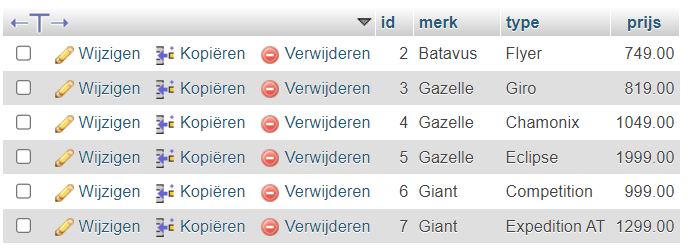 id merk type prijs
Wijzigen Kopiëren Verwijderen 2 Batavus Flyer 749.00
Wijzigen Kopiëren Verwijderen 3 Gazelle Giro 819.00
Wijzigen Kopiëren Verwijderen 4 Gazelle Chamonix 1049.00
Wijzigen Kopiëren Verwijderen 5 Gazelle Eclipse 1999.00
Wijzigen Kopiëren Verwijderen 6 Giant Competition 999.00
Wijzigen Kopiëren Verwijderen 7 Giant Expedition AT 1299.00